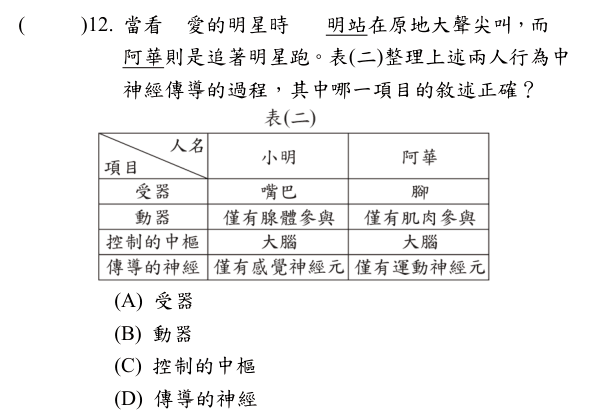 ( )12. 當看 愛的明星時 明站在原地大聲尖叫，而
阿華則是追著明星跑。表(二)整理上述兩人行為中
神經傳導的過程，其中哪一項目的敘述正確？
表(二)
人名 小明 阿華
項目
受器 嘴巴 腳
動器 僅有腺體參與 僅有肌肉參與
控制的中樞 大腦 大腦
傳導的神經 僅有感覺神經元 僅有運動神經元
(A) 受器
(B) 動器
(C) 控制的中樞
(D) 傳導的神經